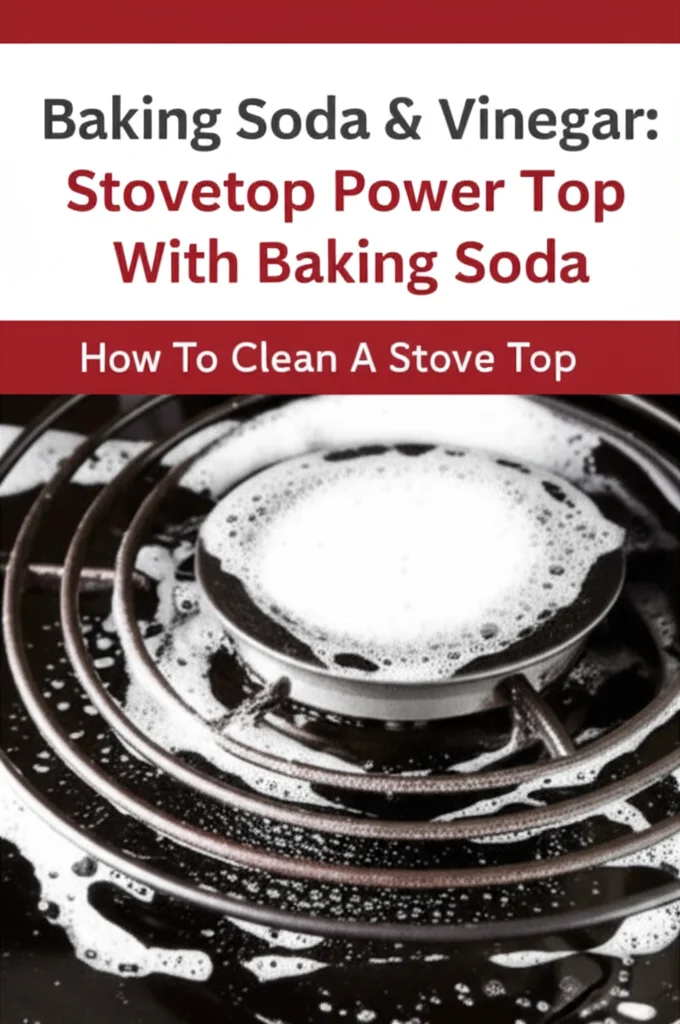 Baking Soda & Vinegar:
Stovetop Power Top
With Baking Soda
How To Clean A Stove Top